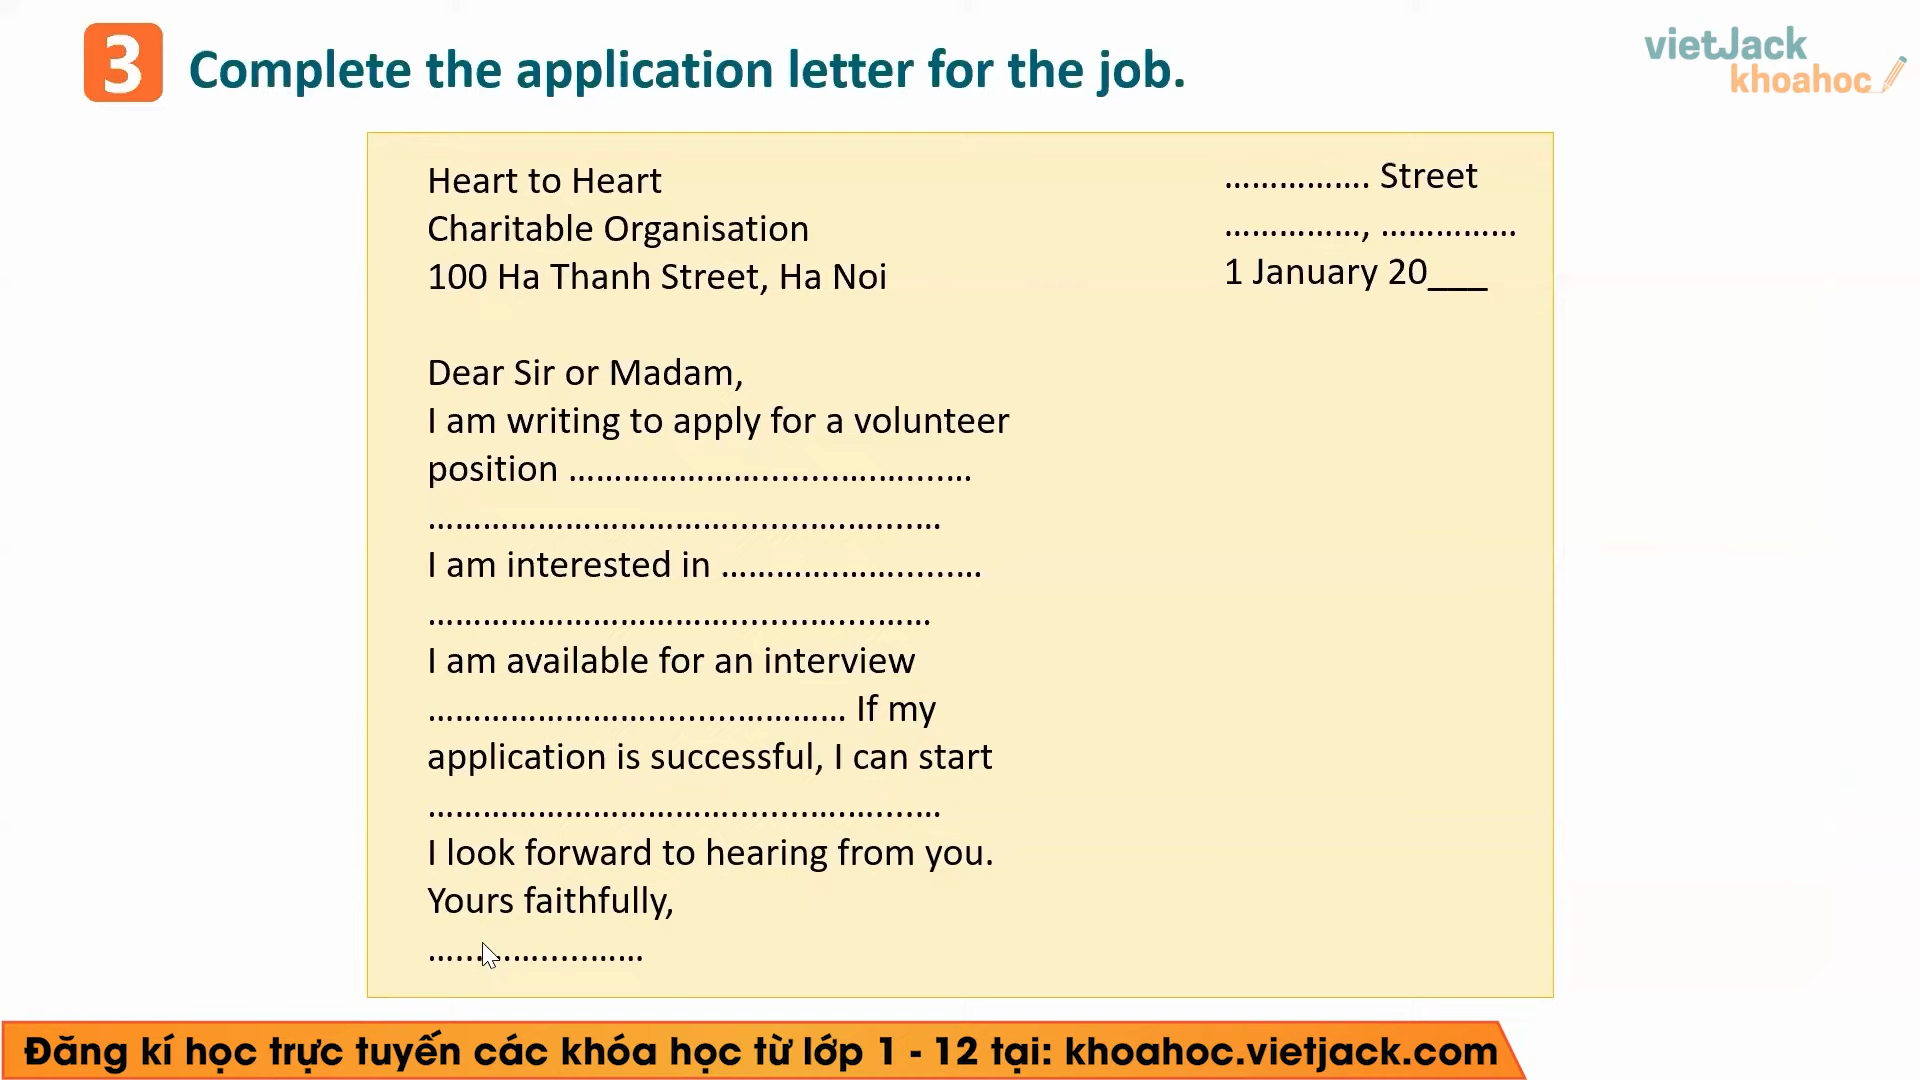 3 Complete the application letter for the job.
vietJack
khoahoc
Heart to Heart
Charitable Organisation
100 Ha Thanh Street, Ha Noi
……………. Street
……………, ……………
1 January 20___
Dear Sir or Madam,
I am writing to apply for a volunteer
position …………………........……….....…
……………………………........……….....…
I am interested in ………….……......…
……………………………........…….....……
I am available for an interview
……………………..........………… If my
application is successful, I can start
……………………………........……….....…
I look forward to hearing from you.
Yours faithfully,
…………….....……
Đăng kí học trực tuyến các khóa học từ lớp 1 - 12 tại: khoahoc.vietjack.com